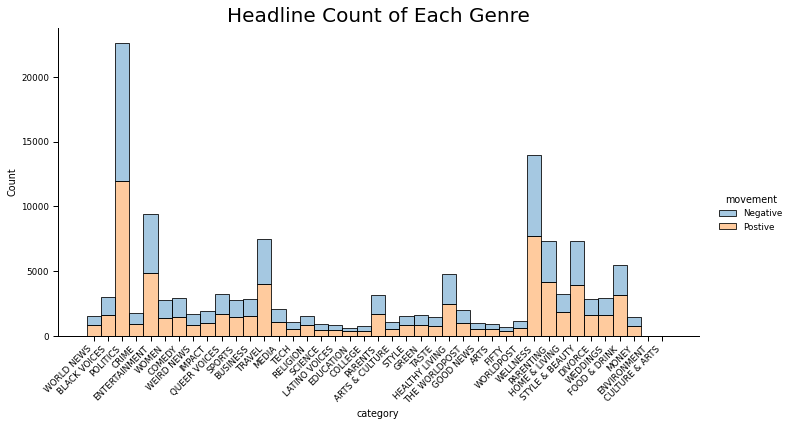 Headline Count of Each Genre
Count
20000
15000
10000
5000
0
WORLD NEWS
BLACK VOICES
POLITICS
CRIME
ENTERTAINMENT
WOMEN
COMEDY
WEIRD NEWS
IMPACT
QUEER VOICES
SPORTS
BUSINESS
TRAVEL
MEDIA
TECH
RELIGION
SCIENCE
LATINO VOICES
EDUCATION
COLLEGE
PARENTS
ARTS & CULTURE
STYLE
GREEN
TASTE
HEALTHY LIVING
THE WORLDPOST
GOOD NEWS
ARTS
FIFTY
WORLDPOST
WELLNESS
PARENTING
HOME & LIVING
STYLE & BEAUTY
DIVORCE
WEDDINGS
FOOD & DRINK
MONEY
ENVIRONMENT
CULTURE & ARTS
category
movement
Negative
Postive